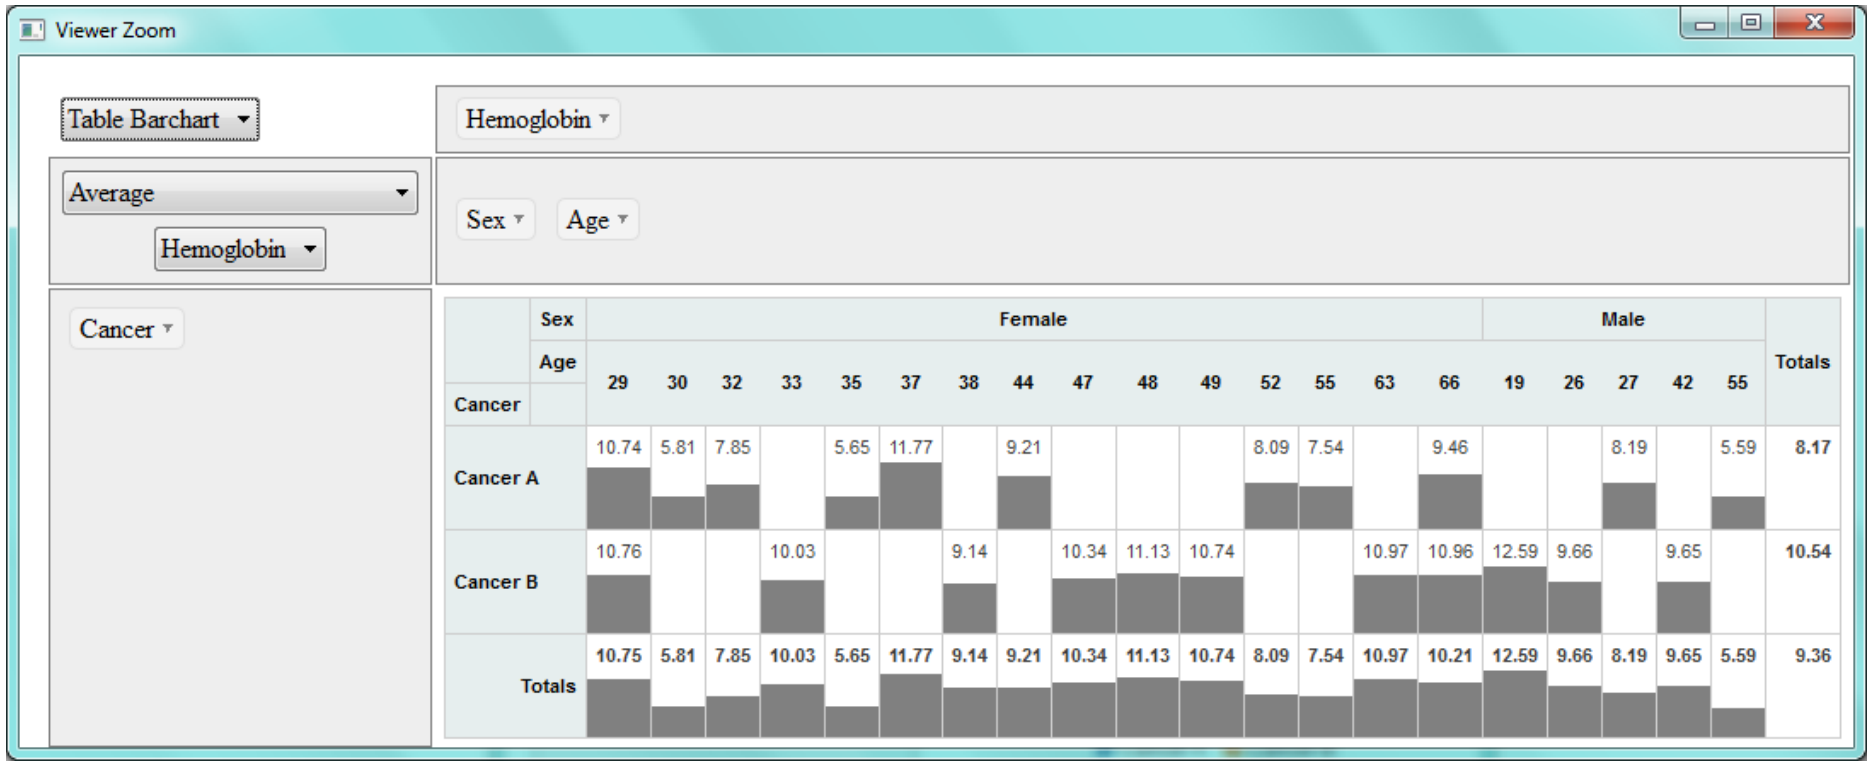 Viewer Zoom
Table Barchart
Hemoglobin
Average
Hemoglobin
Sex Age
Cancer
Sex Female Male Totals
Age 29 30 32 33 35 37 38 44 47 48 49 52 55 63 66 19 26 27 42 55
Cancer
Cancer A 10.74 5.81 7.85 5.65 11.77 9.21 8.09 7.54 9.46 8.19 5.59 8.17
Cancer B 10.76 10.03 9.14 10.34 11.13 10.74 10.97 10.96 12.59 9.66 9.65 10.54
Totals 10.75 5.81 7.85 10.03 5.65 11.77 9.14 9.21 10.34 11.13 10.74 8.09 7.54 10.97 10.21 12.59 9.66 8.19 9.65 5.59 9.36